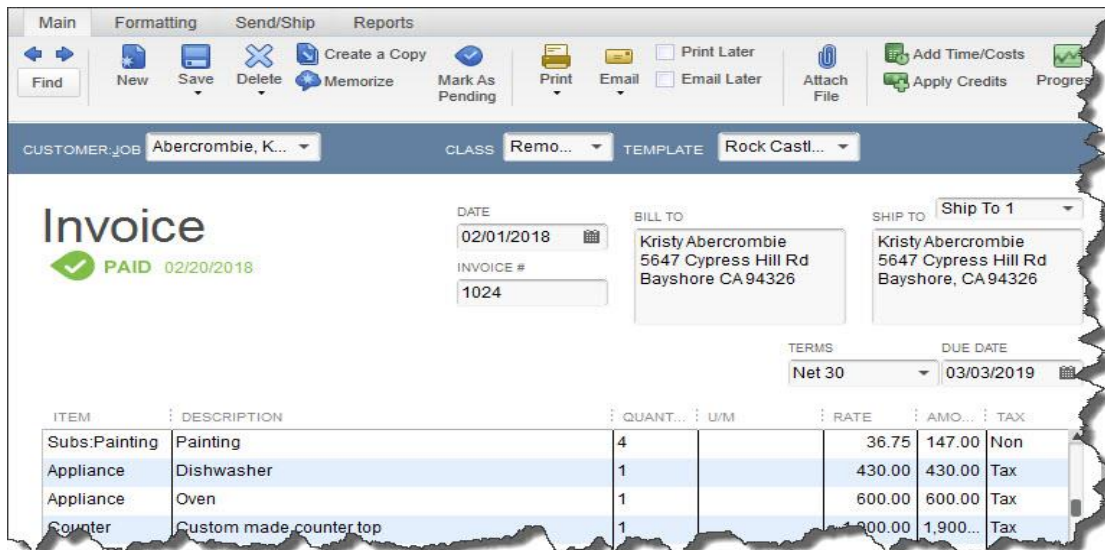 Main Formatting Send/Ship Reports
Find New Save Delete Create a Copy Memorize Mark As Pending Print Email Print Later Email Later Attach File Add Time/Costs Apply Credits
CUSTOMER:JOB Abercrombie, K... CLASS Remo... TEMPLATE Rock Castl...
Invoice
PAID 02/20/2018
DATE
02/01/2018
INVOICE #
1024
BILL TO
Kristy Abercrombie
5647 Cypress Hill Rd
Bayshore CA 94326
SHIP TO Ship To 1
Kristy Abercrombie
5647 Cypress Hill Rd
Bayshore, CA 94326
TERMS
Net 30
DUE DATE
03/03/2019
ITEM DESCRIPTION QUANT... U/M RATE AMO... TAX
Subs:Painting Painting 4 36.75 147.00 Non
Appliance Dishwasher 1 430.00 430.00 Tax
Appliance Oven 1 600.00 600.00 Tax
Counter Custom made counter top 1 1,900... Tax